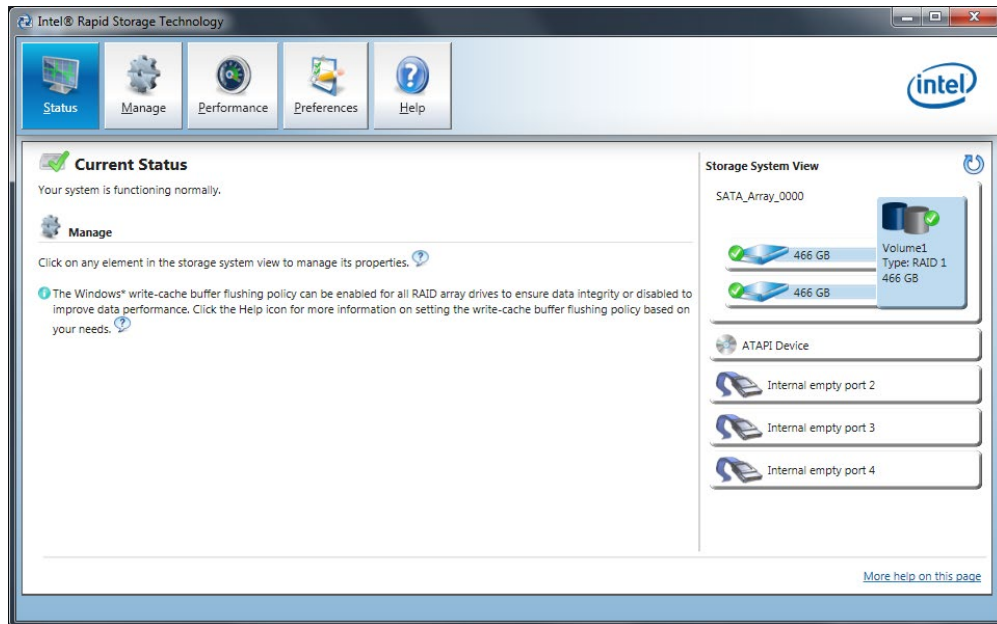 Intel® Rapid Storage Technology
Status
Manage
Performance
Preferences
Help
intel
Current Status
Your system is functioning normally.
Manage
Click on any element in the storage system view to manage its properties.
The Windows* write-cache buffer flushing policy can be enabled for all RAID array drives to ensure data integrity or disabled to
improve data performance. Click the Help icon for more information on setting the write-cache buffer flushing policy based on
your needs.
Storage System View
SATA_Array_0000
466 GB
466 GB
Volume1
Type: RAID 1
466 GB
ATAPI Device
Internal empty port 2
Internal empty port 3
Internal empty port 4
More help on this page